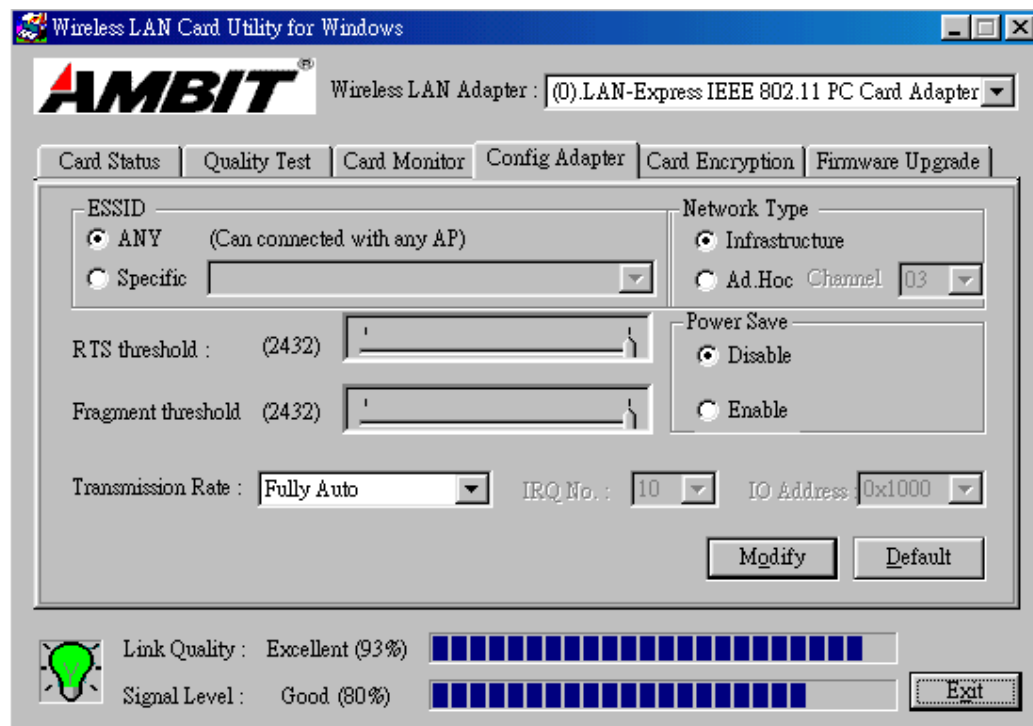 Wireless LAN Card Utility for Windows
AMBIT®
Wireless LAN Adapter : (0).LAN-Express IEEE 802.11 PC Card Adapter
Card Status Quality Test Card Monitor Config Adapter Card Encryption Firmware Upgrade
ESSID
ANY (Can connected with any AP)
Specific
Network Type
Infrastructure
Ad.Hoc Channel 03
RTS threshold : (2432)
Fragment threshold (2432)
Power Save
Disable
Enable
Transmission Rate : Fully Auto IRQ No. : 10 IO Address : 0x1000
Modify Default
Link Quality : Excellent (93%)
Signal Level : Good (80%)
Exit